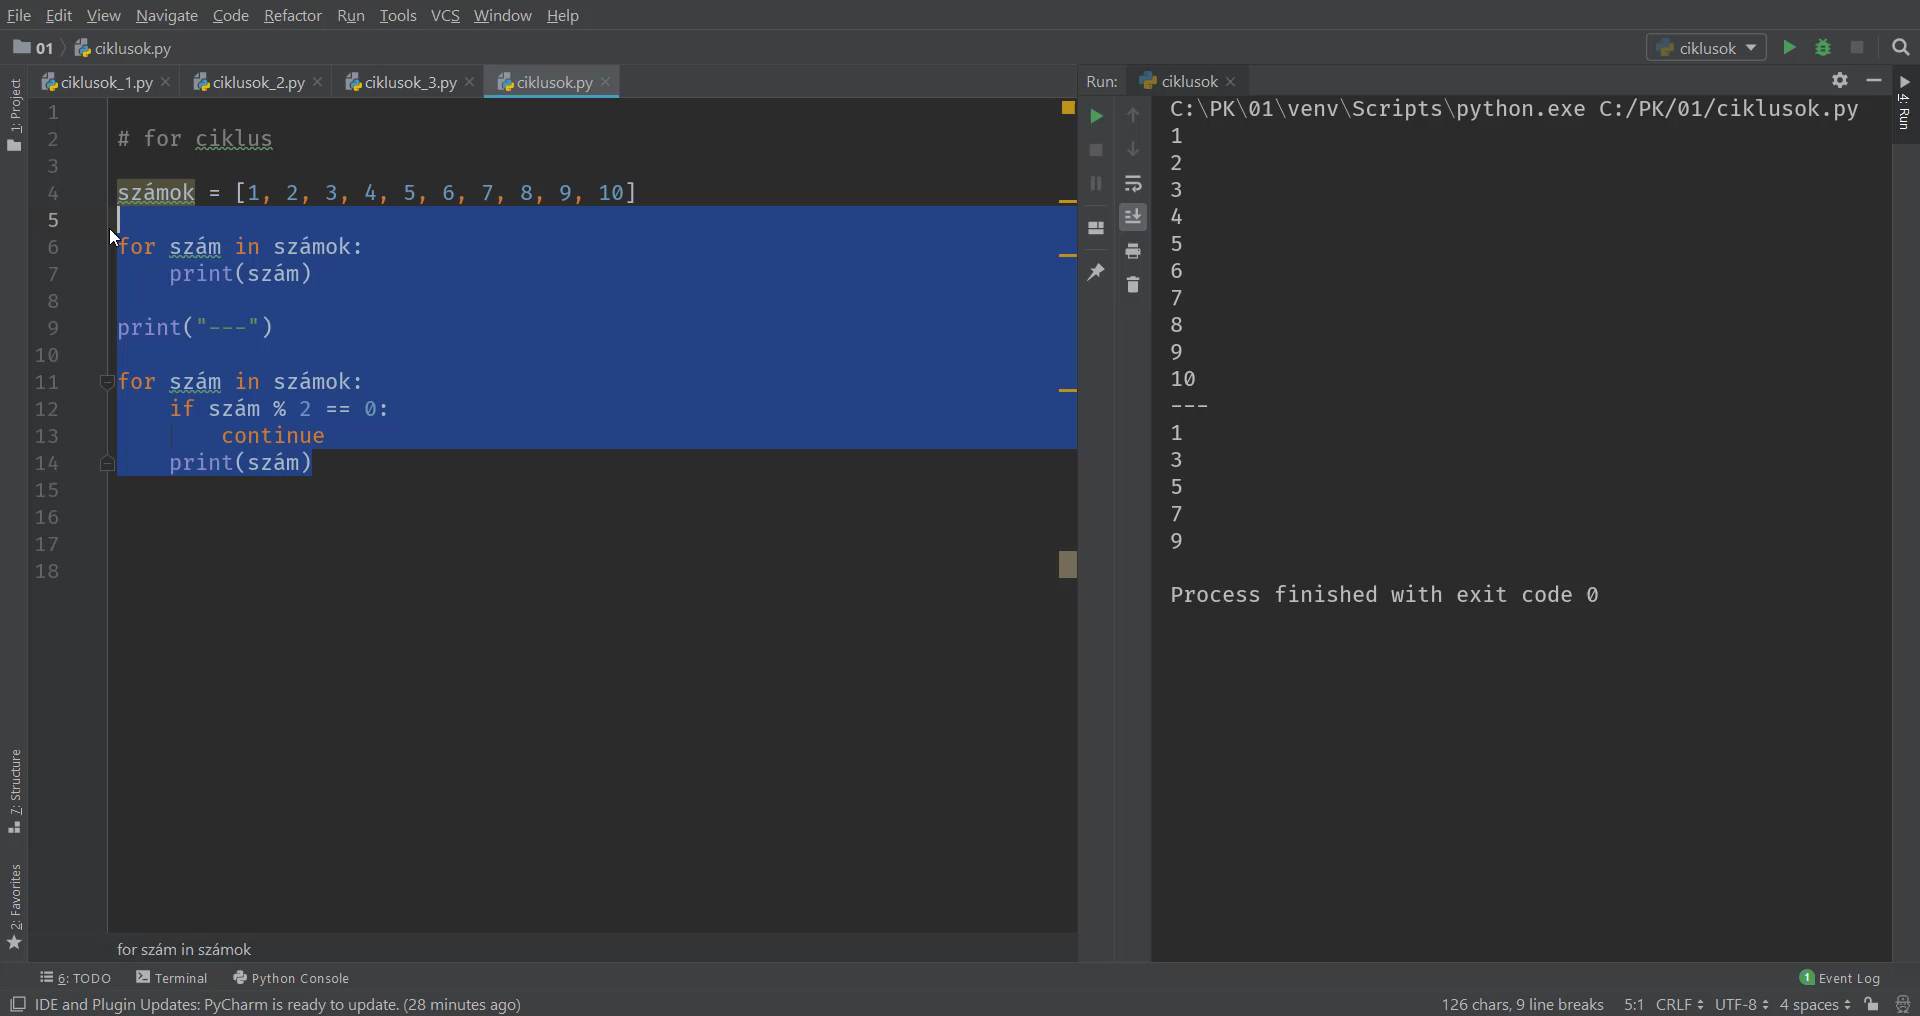 File Edit View Navigate Code Refactor Run Tools VCS Window Help
01 ciklusok.py
ciklusok
ciklusok_1.py ciklusok_2.py ciklusok_3.py ciklusok.py
Run: ciklusok
1: Project
4: Run
1
2 # for ciklus
3
4 számok = [1, 2, 3, 4, 5, 6, 7, 8, 9, 10]
5
6 for szám in számok:
7 print(szám)
8
9 print("---")
10
11 for szám in számok:
12 if szám % 2 == 0:
13 continue
14 print(szám)
15
16
17
18
C:\PK\01\venv\Scripts\python.exe C:/PK/01/ciklusok.py
1
2
3
4
5
6
7
8
9
10
---
1
3
5
7
9
Process finished with exit code 0
7: Structure
2: Favorites
for szám in számok
6: TODO Terminal Python Console
1 Event Log
IDE and Plugin Updates: PyCharm is ready to update. (28 minutes ago)
126 chars, 9 line breaks 5:1 CRLF UTF-8 4 spaces